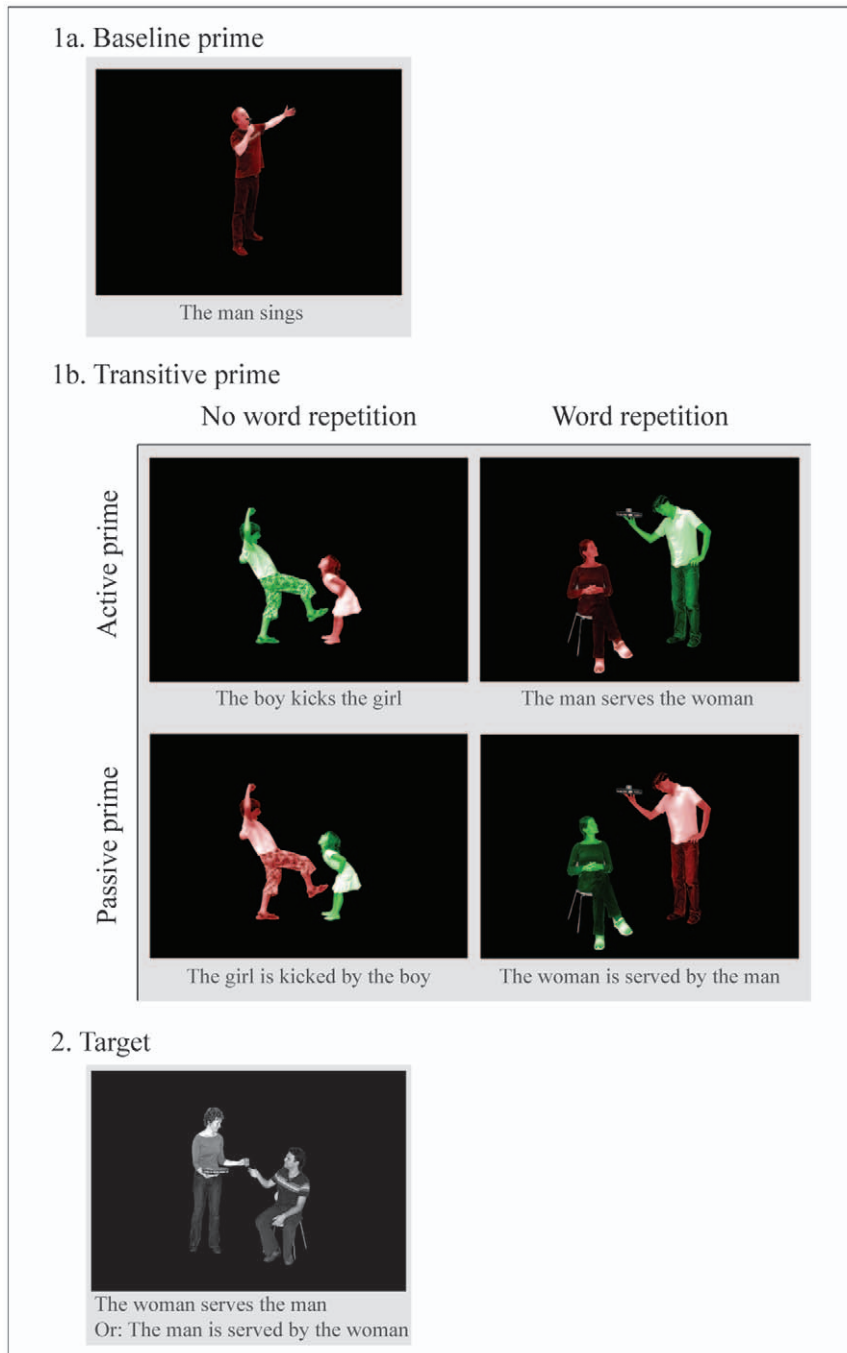 1a. Baseline prime
The man sings
1b. Transitive prime
No word repetition
Word repetition
Active prime
The boy kicks the girl
The man serves the woman
Passive prime
The girl is kicked by the boy
The woman is served by the man
2. Target
The woman serves the man
Or: The man is served by the woman